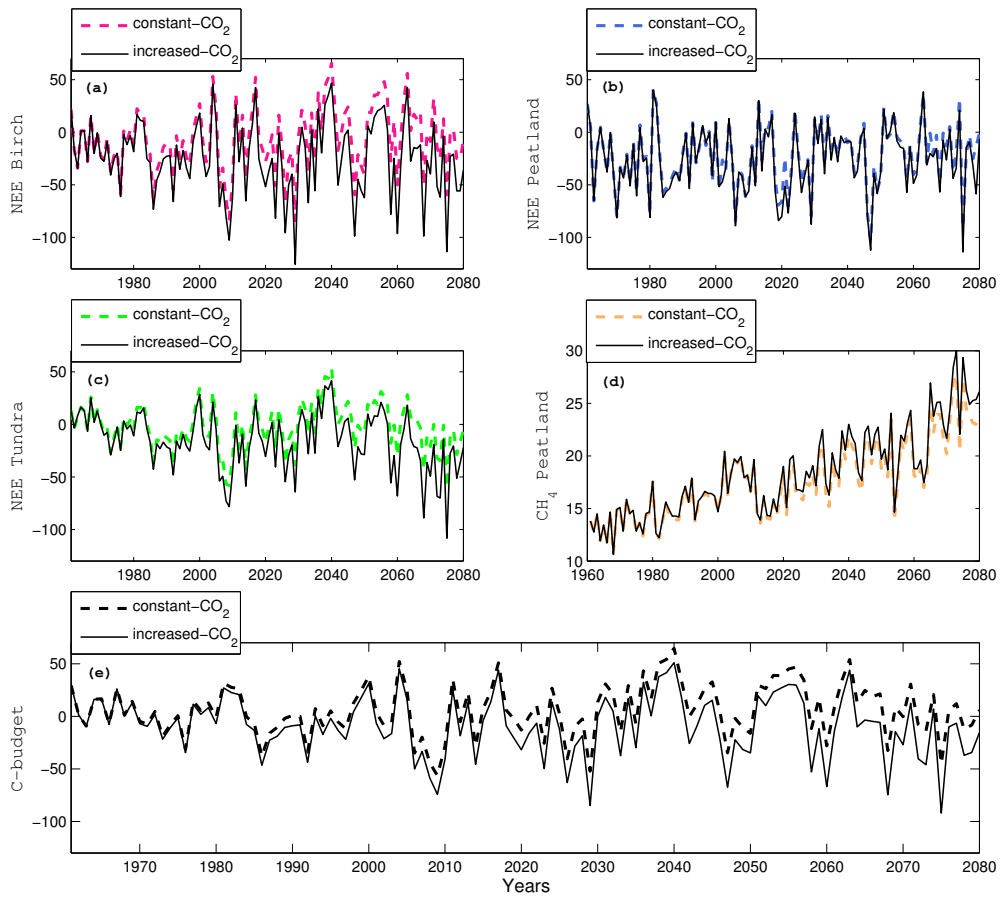 constant−CO2
increased−CO2
(a)
NEE Birch
50
0
−50
−100
1980 2000 2020 2040 2060 2080
constant−CO2
increased−CO2
(b)
NEE Peatland
50
0
−50
−100
1960 1980 2000 2020 2040 2060 2080
constant−CO2
increased−CO2
(c)
NEE Tundra
50
0
−50
−100
1980 2000 2020 2040 2060 2080
constant−CO2
increased−CO2
(d)
CH4 Peatland
30
25
20
15
10
1960 1980 2000 2020 2040 2060 2080
constant−CO2
increased−CO2
(e)
C−budget
50
0
−50
−100
1970 1980 1990 2000 2010 2020 2030 2040 2050 2060 2070 2080
Years